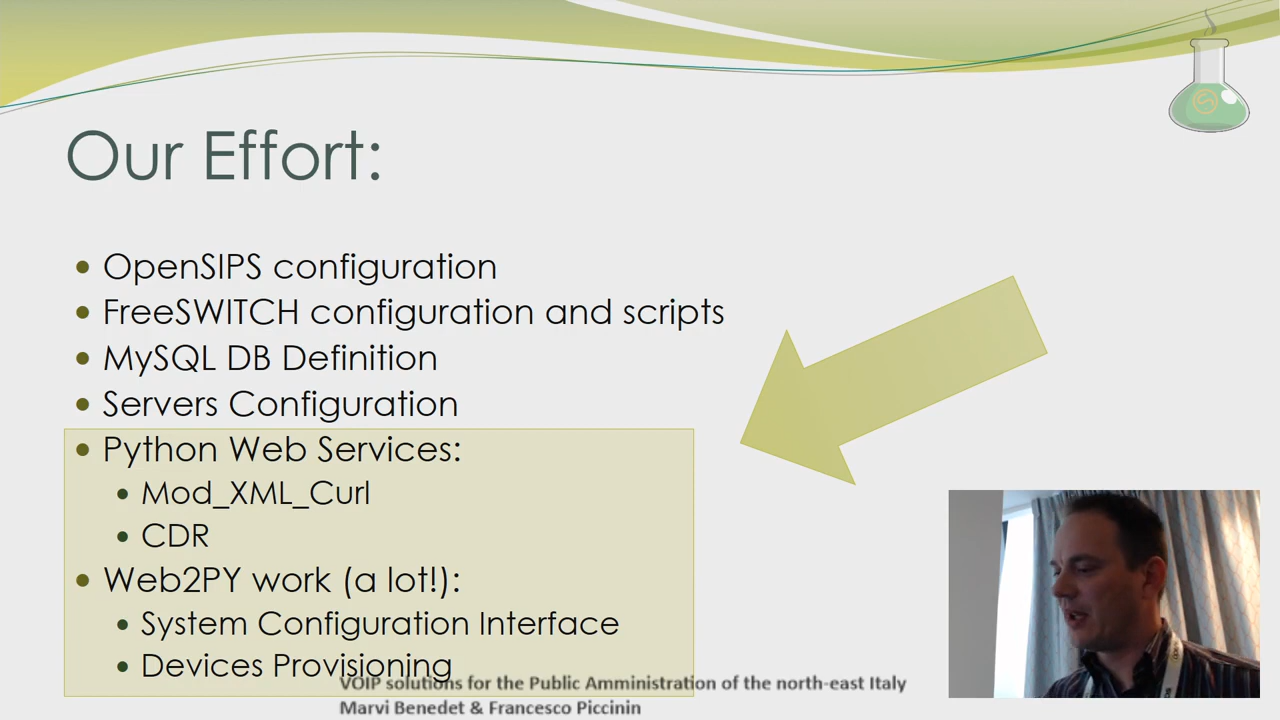 Our Effort:
OpenSIPS configuration
FreeSWITCH configuration and scripts
MySQL DB Definition
Servers Configuration
Python Web Services:
Mod_XML_Curl
CDR
Web2PY work (a lot!):
System Configuration Interface
Devices Provisioning
VOIP solutions for the Public Amministration of the north-east Italy
Marvi Benedet & Francesco Piccinin